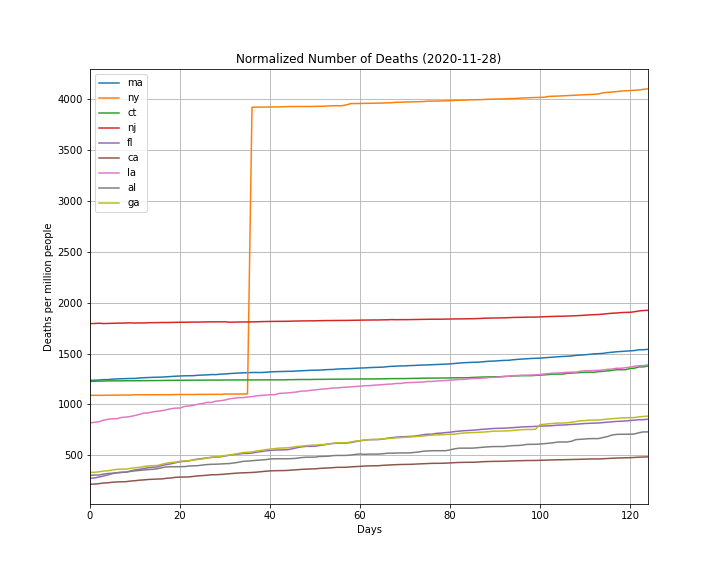 Normalized Number of Deaths (2020-11-28)
ma
ny
ct
nj
fl
ca
la
al
ga
4000
3500
3000
2500
2000
1500
1000
500
Deaths per million people
0 20 40 60 80 100 120
Days